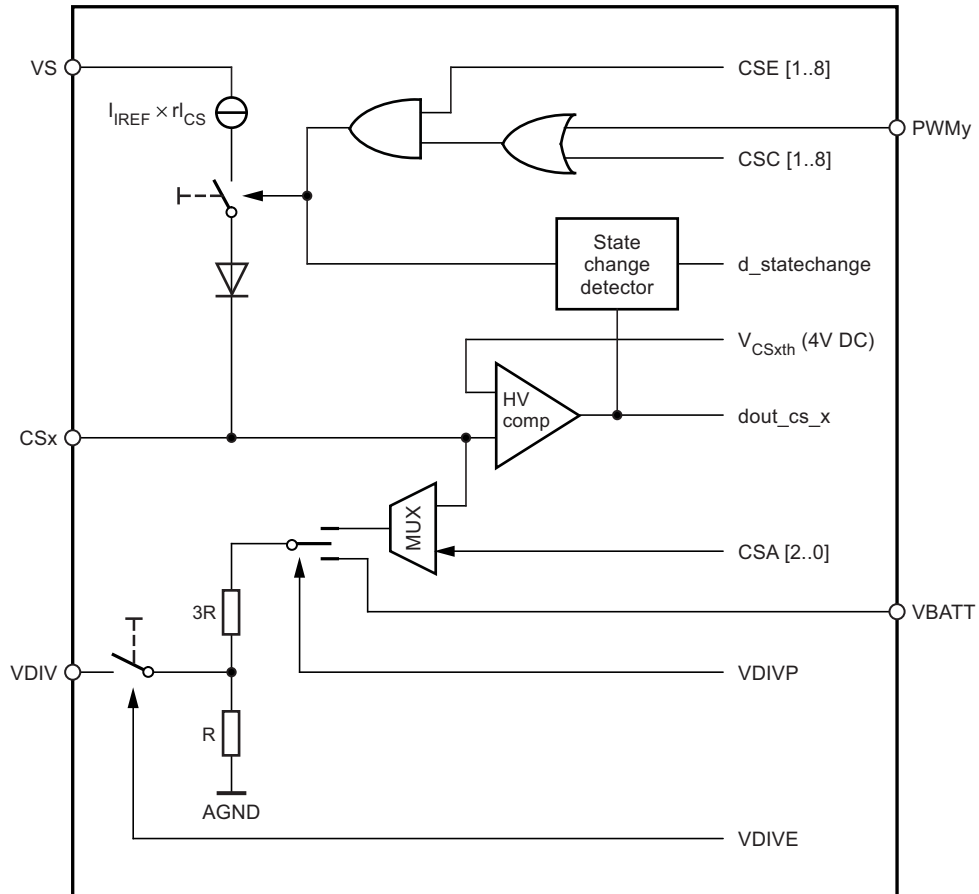 VS
CSE [1..8]
I_IREF × rI_CS
PWMy
CSC [1..8]
State
change
detector
d_statechange
V_CSxth (4V DC)
HV
comp
dout_cs_x
CSx
MUX
CSA [2..0]
3R
VBATT
VDIV
VDIVP
R
AGND
VDIVE